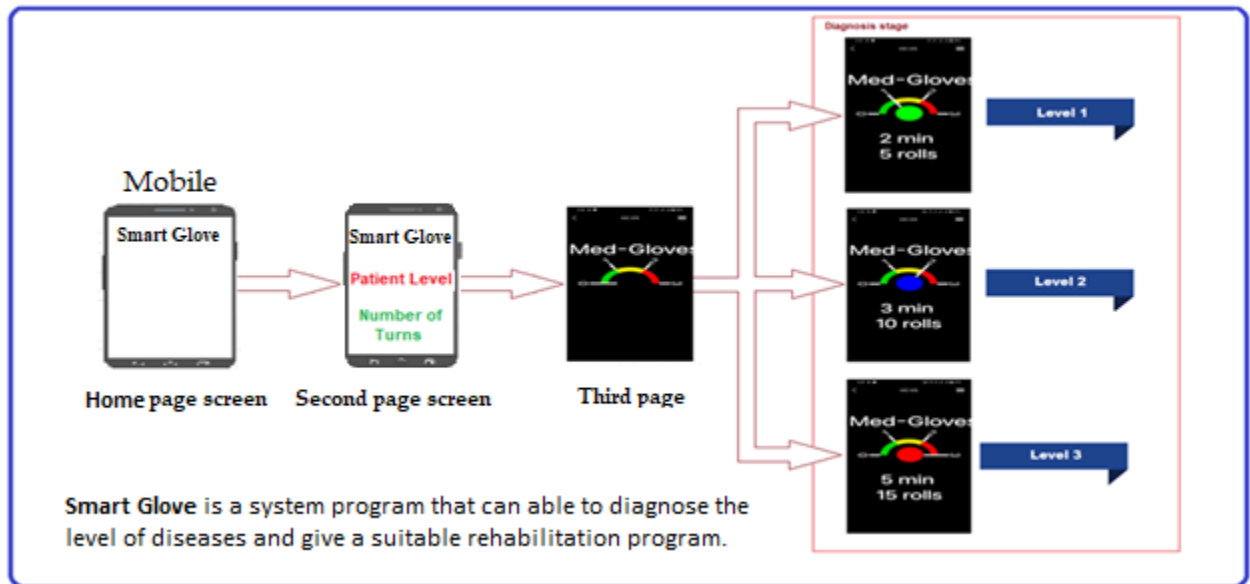 Diagnosis stage
Med-Gloves
2 min
5 rolls
Level 1
Mobile
Smart Glove
Home page screen
Smart Glove
Patient Level
Number of
Turns
Second page screen
Med-Gloves
Third page
Med-Gloves
3 min
10 rolls
Level 2
Med-Gloves
5 min
15 rolls
Level 3
Smart Glove is a system program that can able to diagnose the
level of diseases and give a suitable rehabilitation program.